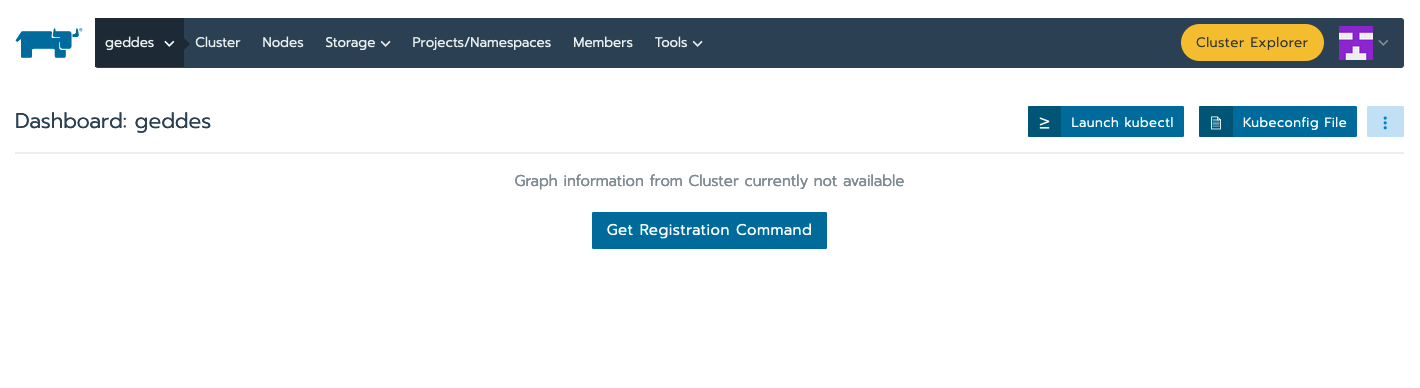 geddes Cluster Nodes Storage Projects/Namespaces Members Tools Cluster Explorer
Dashboard: geddes Launch kubectl Kubeconfig File
Graph information from Cluster currently not available
Get Registration Command